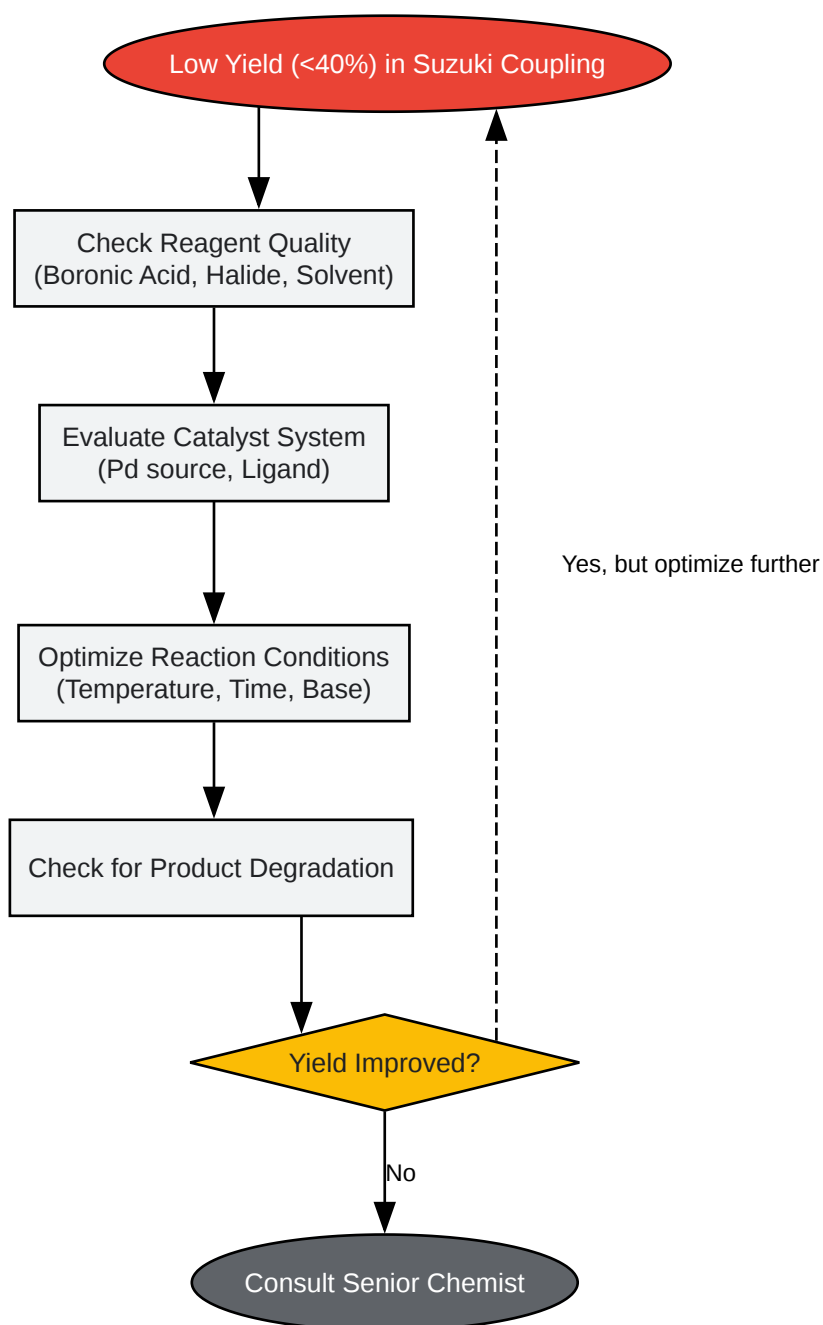 Low Yield (<40%) in Suzuki Coupling
Check Reagent Quality
(Boronic Acid, Halide, Solvent)
Evaluate Catalyst System
(Pd source, Ligand)
Yes, but optimize further
Optimize Reaction Conditions
(Temperature, Time, Base)
Check for Product Degradation
Yield Improved?
No
Consult Senior Chemist